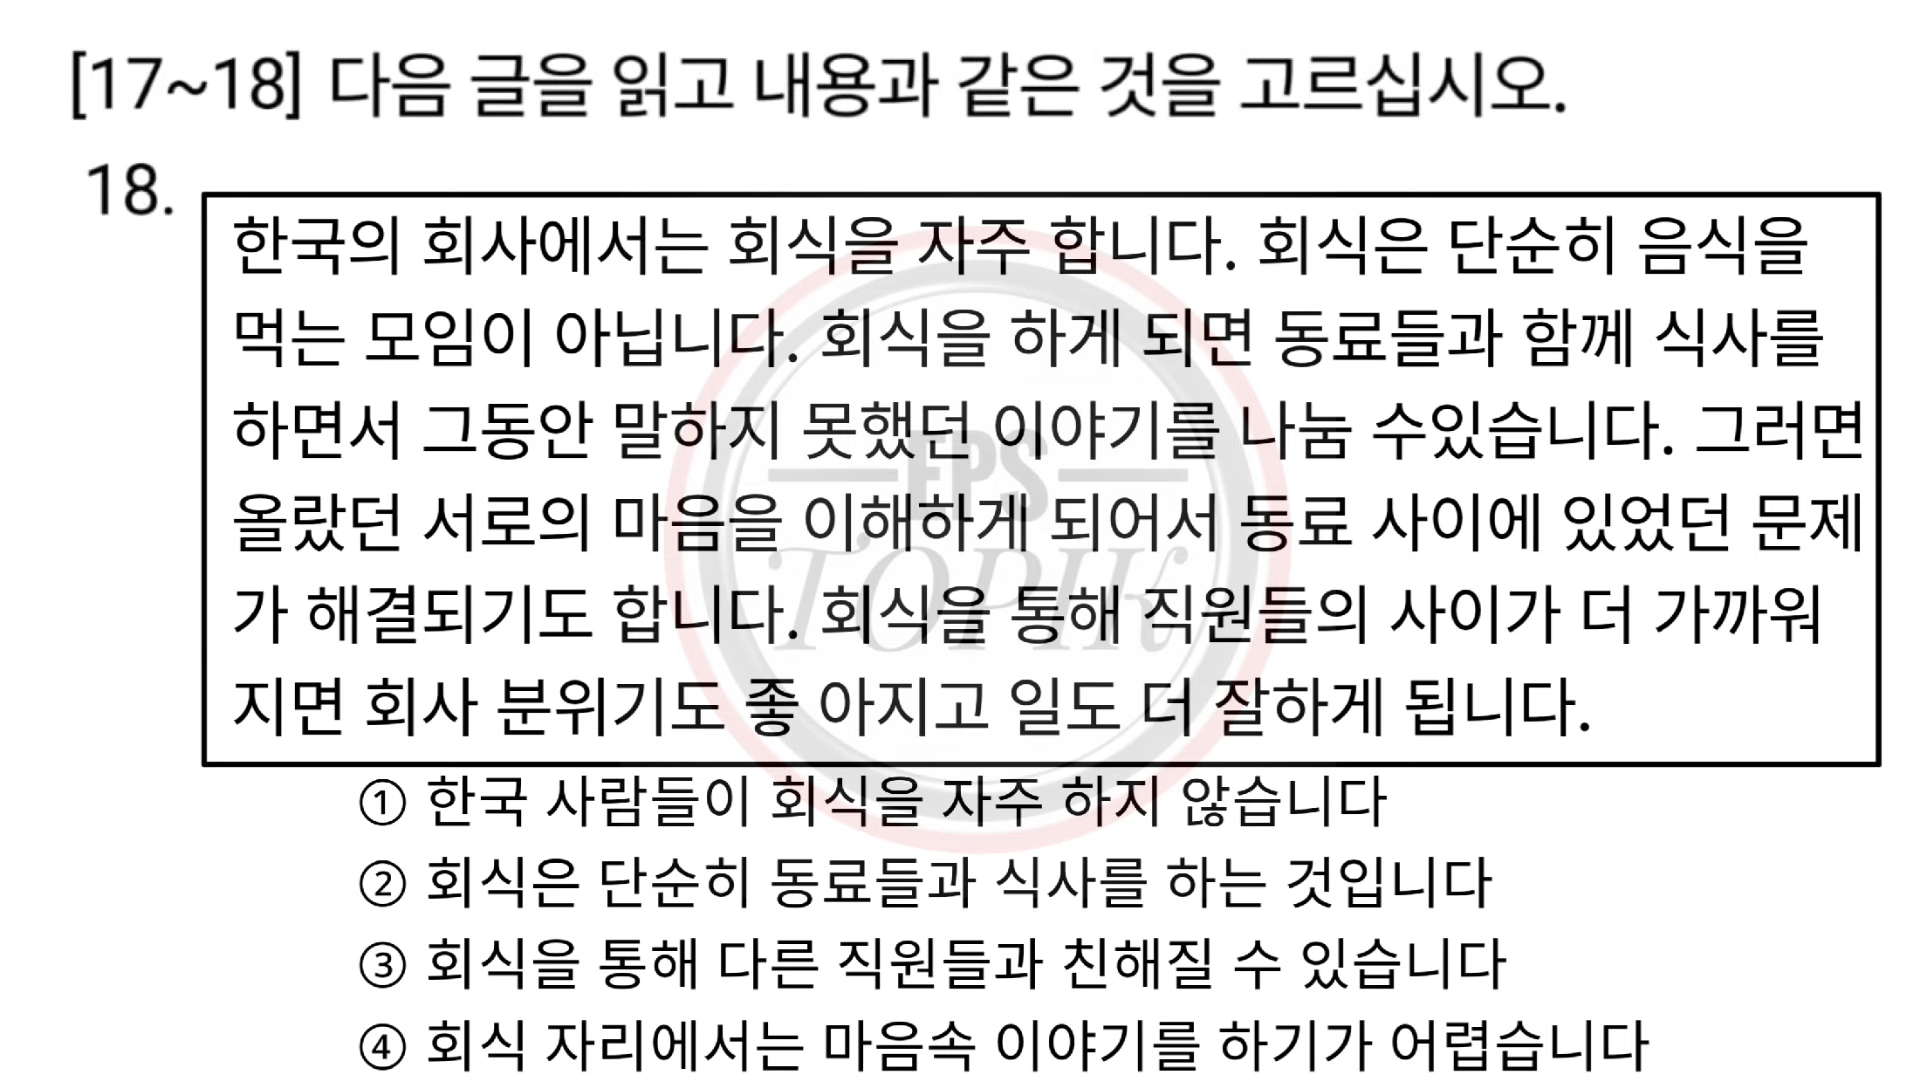 [17~18] 다음 글을 읽고 내용과 같은 것을 고르십시오.
18.
한국의 회사에서는 회식을 자주 합니다. 회식은 단순히 음식을
먹는 모임이 아닙니다. 회식을 하게 되면 동료들과 함께 식사를
하면서 그동안 말하지 못했던 이야기를 나눔 수있습니다. 그러면
올랐던 서로의 마음을 이해하게 되어서 동료 사이에 있었던 문제
가 해결되기도 합니다. 회식을 통해 직원들의 사이가 더 가까워
지면 회사 분위기도 좋 아지고 일도 더 잘하게 됩니다.
EPS
TOPIK
① 한국 사람들이 회식을 자주 하지 않습니다
② 회식은 단순히 동료들과 식사를 하는 것입니다
③ 회식을 통해 다른 직원들과 친해질 수 있습니다
④ 회식 자리에서는 마음속 이야기를 하기가 어렵습니다